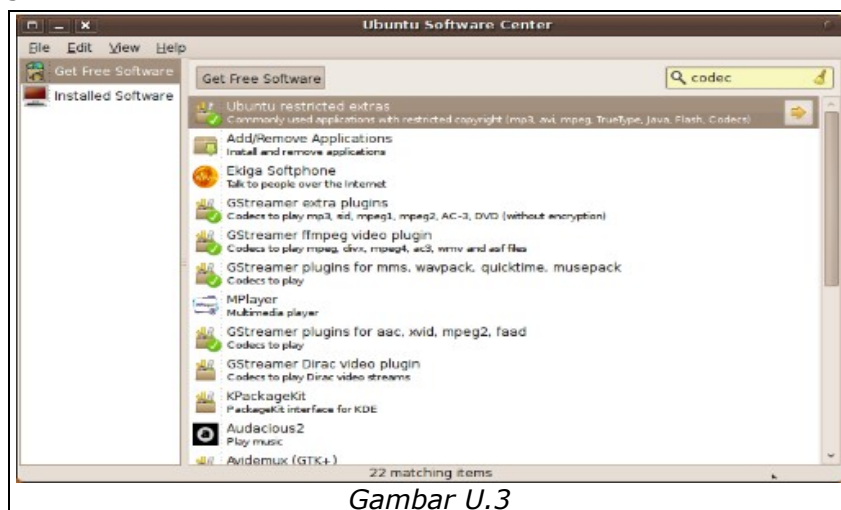 Ubuntu Software Center
File Edit View Help
Get Free Software
Installed Software
Get Free Software
codec
Ubuntu restricted extras
Commonly used applications with restricted copyright (mp3, avi, mpeg, TrueType, Java, Flash, Codecs)
Add/Remove Applications
Install and remove applications
Ekiga Softphone
Talk to people over the Internet
GStreamer extra plugins
Codecs to play mp3, sid, mpeg1, mpeg2, AC-3, DVD (without encryption)
GStreamer ffmpeg video plugin
Codecs to play mpeg, divx, mpeg4, ac3, wmv and asf files
GStreamer plugins for mms, wavpack, quicktime, musepack
Codecs to play
MPlayer
Multimedia player
GStreamer plugins for aac, xvid, mpeg2, faad
Codecs to play
GStreamer Dirac video plugin
Codecs to play Dirac video streams
KPackageKit
PackageKit interface for KDE
Audacious2
Play music
Avidemux (GTK+)
22 matching items
Gambar U.3